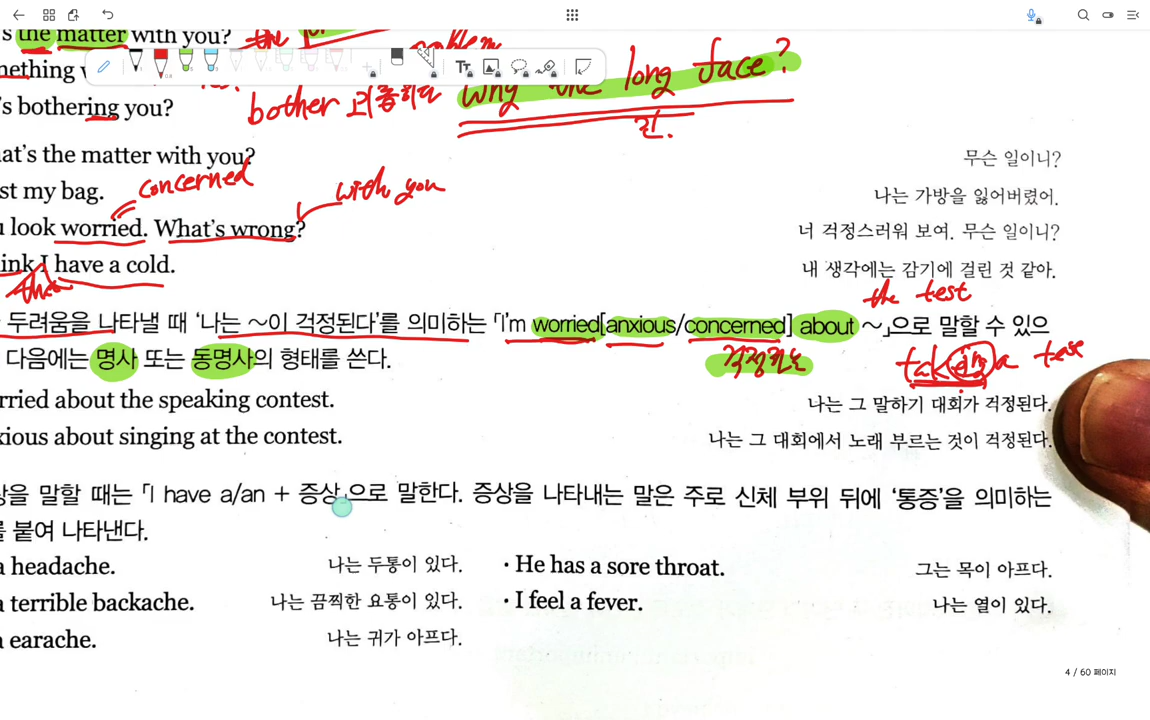 's the matter with you? the
problem
Why the long face?
긴.
's bothering you?
bother 괴롭히다
at's the matter with you? 무슨 일이니?
st my bag. 나는 가방을 잃어버렸어.
concerned
with you
u look worried. What's wrong? 너 걱정스러워 보여. 무슨 일이니?
ink I have a cold. 내 생각에는 감기에 걸린 것 같아.
that
the test
두려움을 나타낼 때 '나는 ~이 걱정된다'를 의미하는 「I'm worried[anxious/concerned] about ~」으로 말할 수 있으
다음에는 명사 또는 동명사의 형태를 쓴다.
걱정되는
taking a test
rried about the speaking contest. 나는 그 말하기 대회가 걱정된다.
xious about singing at the contest. 나는 그 대회에서 노래 부르는 것이 걱정된다.
상을 말할 때는 「I have a/an + 증상」으로 말한다. 증상을 나타내는 말은 주로 신체 부위 뒤에 '통증'을 의미하는
를 붙여 나타낸다.
a headache. 나는 두통이 있다.
· He has a sore throat. 그는 목이 아프다.
a terrible backache. 나는 끔찍한 요통이 있다.
· I feel a fever. 나는 열이 있다.
a earache. 나는 귀가 아프다.
4 / 60 페이지